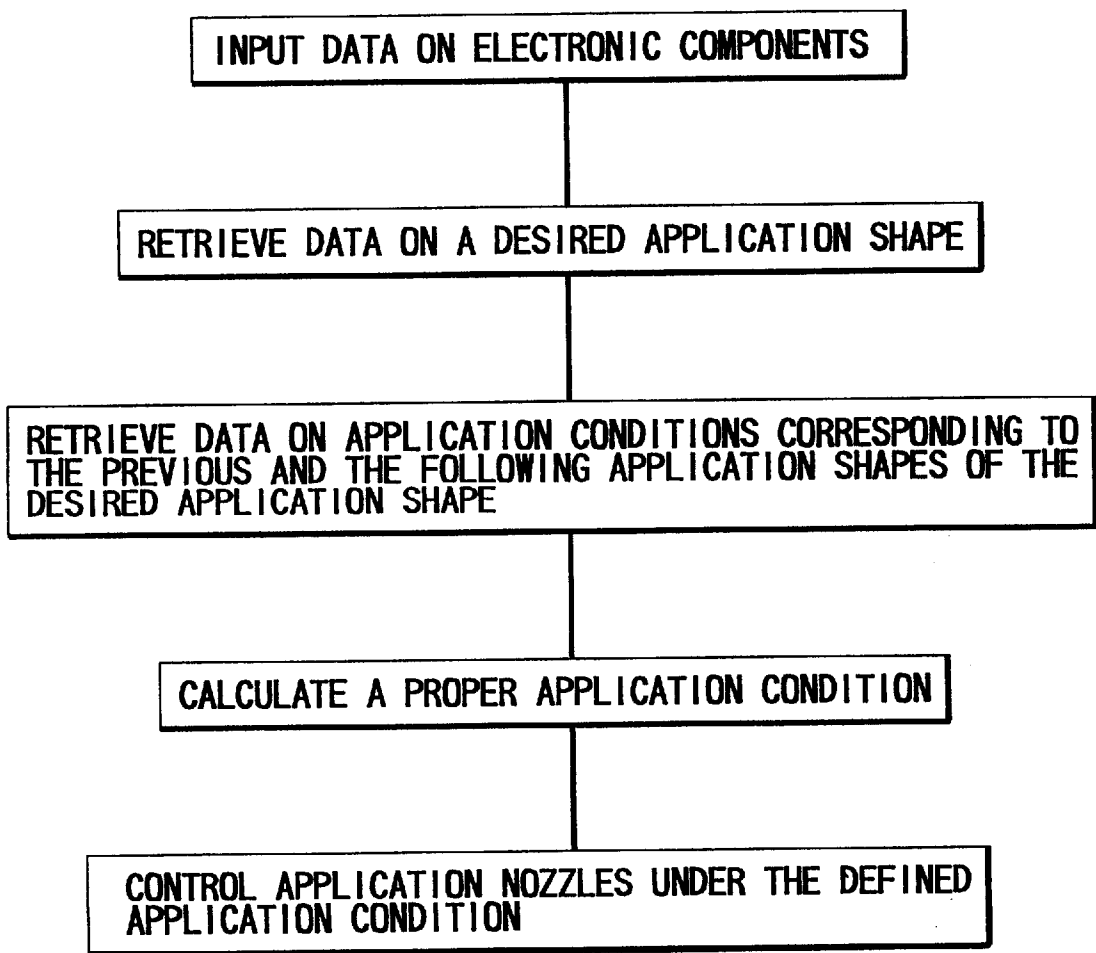 INPUT DATA ON ELECTRONIC COMPONENTS
RETRIEVE DATA ON A DESIRED APPLICATION SHAPE
RETRIEVE DATA ON APPLICATION CONDITIONS CORRESPONDING TO
THE PREVIOUS AND THE FOLLOWING APPLICATION SHAPES OF THE
DESIRED APPLICATION SHAPE
CALCULATE A PROPER APPLICATION CONDITION
CONTROL APPLICATION NOZZLES UNDER THE DEFINED
APPLICATION CONDITION